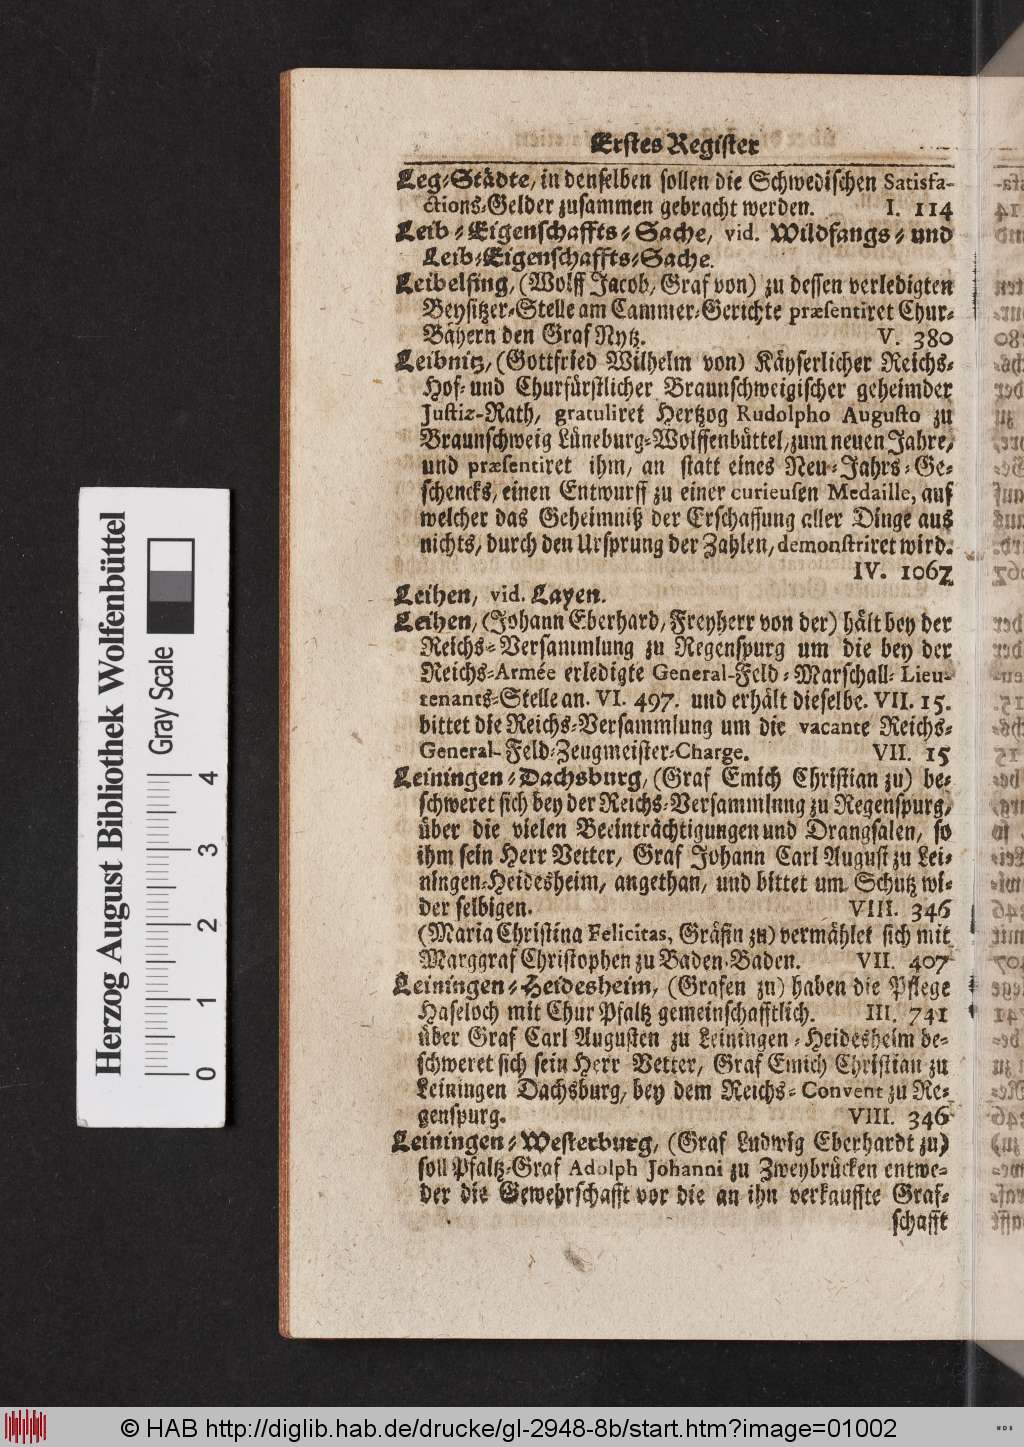 Erstes Register
Leg-Städte, in denselben sollen die Schwedischen Satisfa-
ctions-Gelder zusammen gebracht werden. I. 114
Leib-Eigenschaffts-Sache, vid. Wildfangs- und
Leib-Eigenschaffts-Sache.
Leibelfing, (Wolff Jacob, Graf von) zu dessen verledigten
Beysitzer-Stelle am Cammer-Gerichte præsentiret Chur-
Bäyern den Graf Nytz. V. 380
Leibnitz, (Gottfried Wilhelm von) Käyserlicher Reichs-
Hof- und Churfürstlicher Braunschweigischer geheimder
Justiz-Rath, gratuliret Hertzog Rudolpho Augusto zu
Braunschweig Lüneburg-Wolffenbüttel, zum neuen Jahre,
und præsentiret ihm, an statt eines Neu-Jahrs-Ge-
schencks, einen Entwurff zu einer curieusen Medaille, auf
welcher das Geheimniß der Erschaffung aller Dinge aus
nichts, durch den Ursprung der Zahlen, demonstriret wird.
IV. 1067
Leihen, vid. Layen.
Leihen, (Johann Eberhard, Freyherr von der) hält bey der
Reichs-Versammlung zu Regenspurg um die bey der
Reichs-Armée erledigte General-Feld-Marschall-Lieu-
tenants-Stelle an. VI. 497. und erhält dieselbe. VII. 15.
bittet die Reichs-Versammlung um die vacante Reichs-
General-Feld-Zeugmeister-Charge. VII. 15
Leiningen-Dachsburg, (Graf Emich Christian zu) be-
schweret sich bey der Reichs-Versammlung zu Regenspurg,
über die vielen Beeinträchtigungen und Drangsalen, so
ihm sein Herr Vetter, Graf Johann Carl August zu Lei-
ningen-Heidesheim, angethan, und bittet um Schutz wi-
der selbigen. VIII. 346
(Maria Christina Felicitas, Gräfin zu) vermählet sich mit
Marggraf Christophen zu Baden-Baden. VII. 407
Leiningen-Heidesheim, (Grafen zu) haben die Pflege
Haseloch mit Chur Pfaltz gemeinschafftlich. III. 741
über Graf Carl Augusten zu Leiningen-Heidesheim be-
schweret sich sein Herr Vetter, Graf Emich Christian zu
Leiningen Dachsburg, bey dem Reichs-Convent zu Re-
genspurg. VIII. 346
Leiningen-Westerburg, (Graf Ludwig Eberhardt zu)
soll Pfaltz-Graf Adolph Johanni zu Zweybrücken entwe-
der die Gewehrschafft vor die an ihn verkauffte Graf-
schafft
Herzog August Bibliothek Wolfenbüttel
Gray Scale
0 1 2 3 4
© HAB http://diglib.hab.de/drucke/gl-2948-8b/start.htm?image=01002